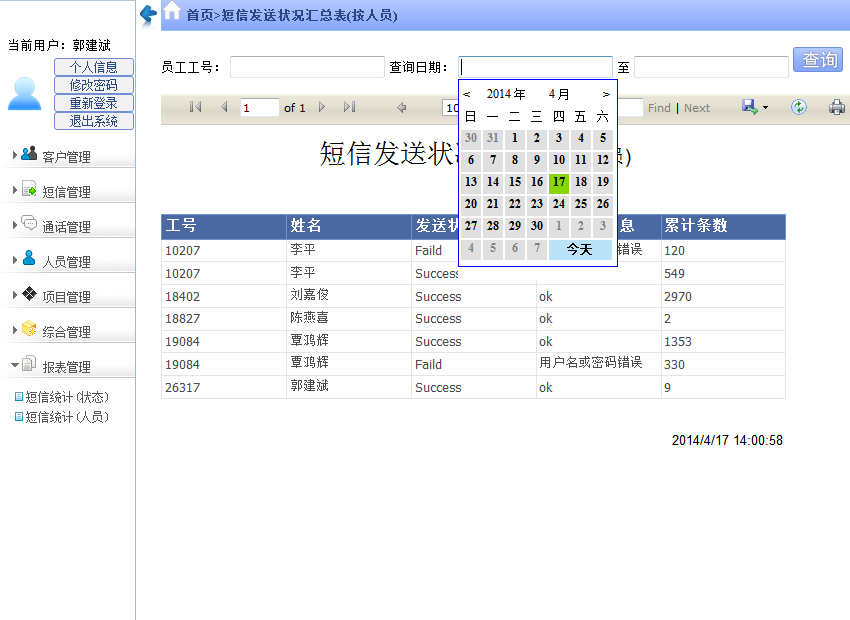 首页>短信发送状况汇总表(按人员)
当前用户：郭建斌
个人信息
修改密码
重新登录
退出系统
客户管理
短信管理
通话管理
人员管理
项目管理
综合管理
报表管理
短信统计(状态)
短信统计(人员)
员工工号： 查询日期： 至 查询
1 of 1 10 Find | Next
短信发送状 )
< 2014年 4月 >
日 一 二 三 四 五 六
30 31 1 2 3 4 5
6 7 8 9 10 11 12
13 14 15 16 17 18 19
20 21 22 23 24 25 26
27 28 29 30 1 2 3
4 5 6 7 今天
工号 姓名 发送状 息 累计条数
10207 李平 Faild 错误 120
10207 李平 Success 549
18402 刘嘉俊 Success ok 2970
18827 陈燕喜 Success ok 2
19084 覃鸿辉 Success ok 1353
19084 覃鸿辉 Faild 用户名或密码错误 330
26317 郭建斌 Success ok 9
2014/4/17 14:00:58